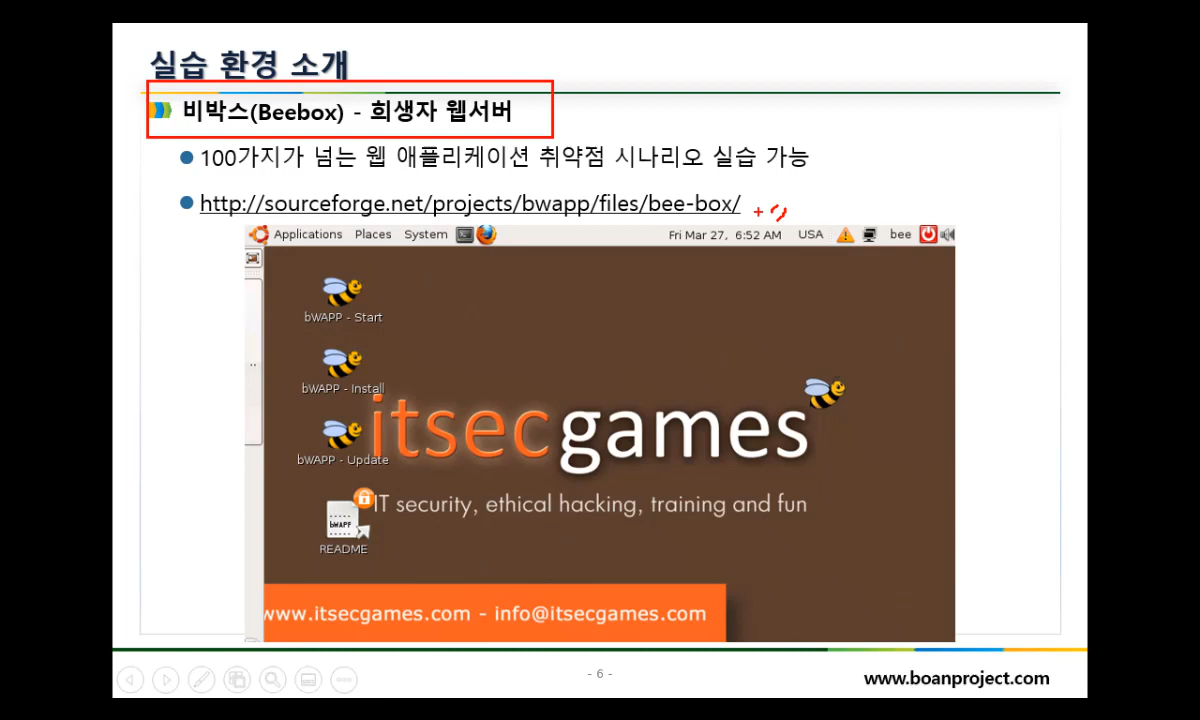 실습 환경 소개
비박스(Beebox) - 희생자 웹서버
100가지가 넘는 웹 애플리케이션 취약점 시나리오 실습 가능
http://sourceforge.net/projects/bwapp/files/bee-box/
Applications Places System Fri Mar 27, 6:52 AM USA bee
bWAPP - Start
bWAPP - Install
itsecgames
bWAPP - Update
IT security, ethical hacking, training and fun
bWAPP
README
www.itsecgames.com - info@itsecgames.com
- 6 -
www.boanproject.com